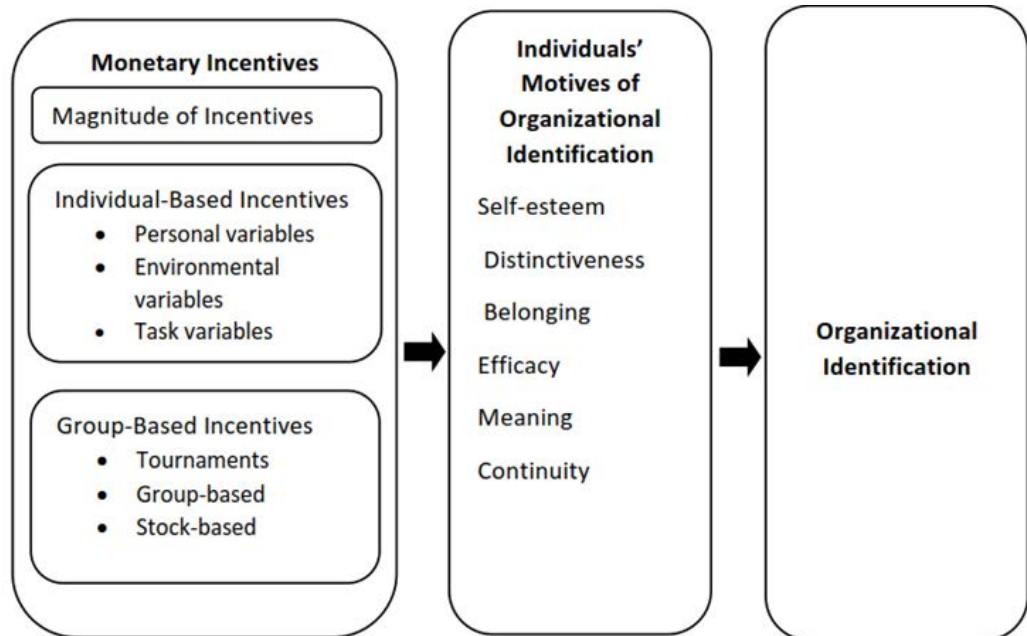 Monetary Incentives
Magnitude of Incentives
Individual-Based Incentives
• Personal variables
• Environmental
variables
• Task variables
Group-Based Incentives
• Tournaments
• Group-based
• Stock-based
Individuals’
Motives of
Organizational
Identification
Self-esteem
Distinctiveness
Belonging
Efficacy
Meaning
Continuity
Organizational
Identification